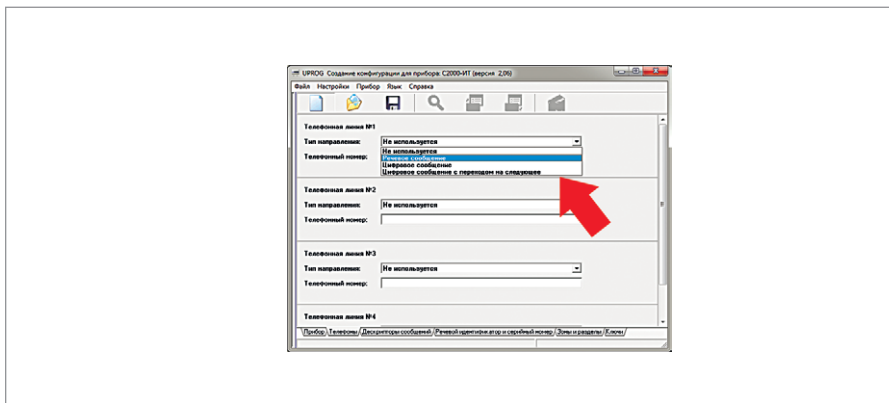 UPROG Создание конфигурации для прибора: С2000-ИТ (версия 2,06)
Файл Настройки Прибор Язык Справка
Телефонная линия №1
Тип направления: Не используется
Не используется
Телефонный номер: Речевое сообщение
Цифровое сообщение
Цифровое сообщение с переходом на следующее
Телефонная линия №2
Тип направления: Не используется
Телефонный номер:
Телефонная линия №3
Тип направления: Не используется
Телефонный номер:
Телефонная линия №4
Прибор Телефоны Дескрипторы сообщений Речевой идентификатор и серийный номер Зоны и разделы Ключи